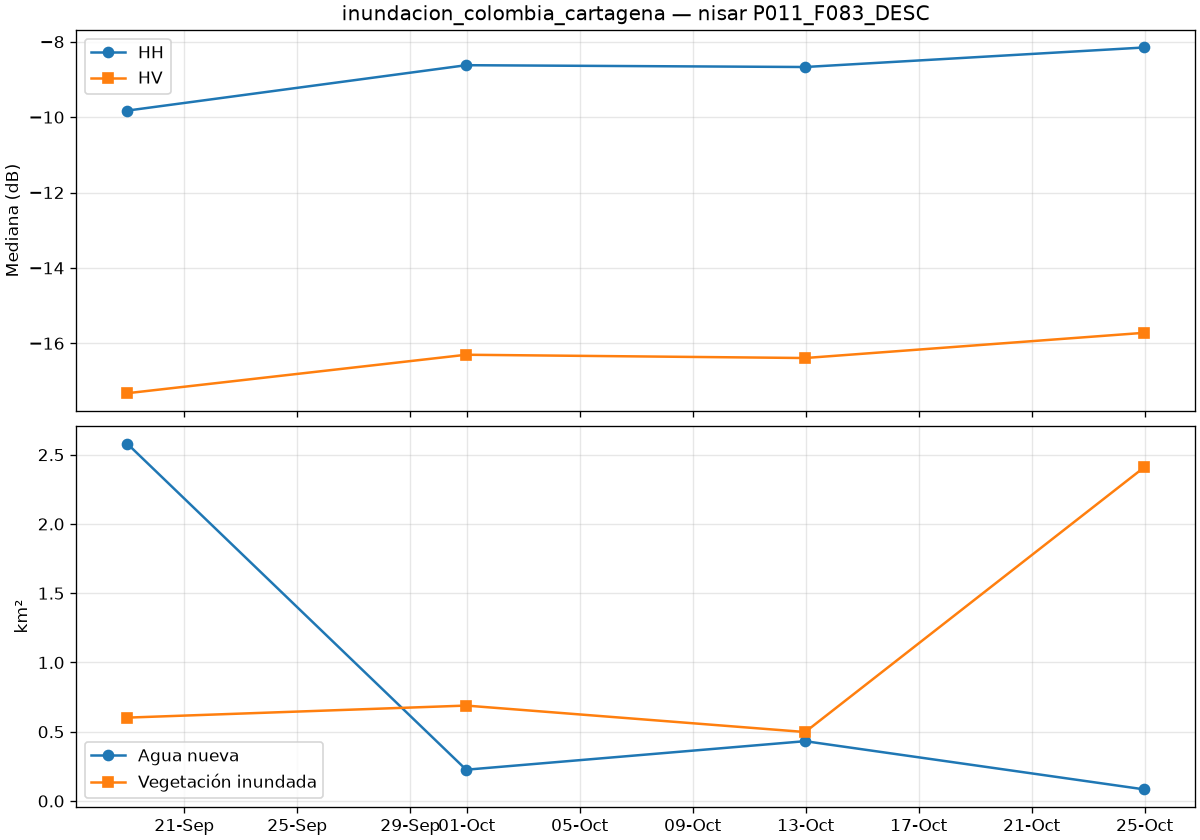 inundacion_colombia_cartagena — nisar P011_F083_DESC
HH
HV
Mediana (dB)
−8
−10
−12
−14
−16
km²
2.5
2.0
1.5
1.0
0.5
0.0
Agua nueva
Vegetación inundada
21-Sep 25-Sep 29-Sep 01-Oct 05-Oct 09-Oct 13-Oct 17-Oct 21-Oct 25-Oct